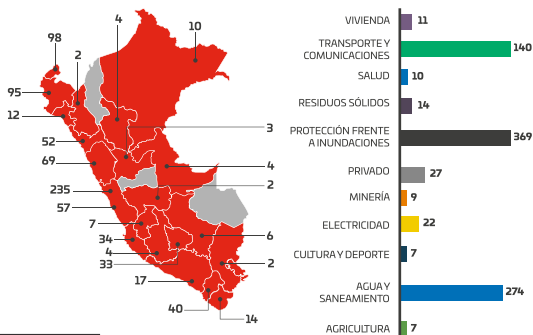 4
10
98
2
95
12
52
69
235
57
7
34
4
33
17
40
3
4
2
6
2
14
VIVIENDA 11
TRANSPORTE Y
COMUNICACIONES 140
SALUD 10
RESIDUOS SÓLIDOS 14
PROTECCIÓN FRENTE
A INUNDACIONES 369
PRIVADO 27
MINERÍA 9
ELECTRICIDAD 22
CULTURA Y DEPORTE 7
AGUA Y
SANEAMIENTO 274
AGRICULTURA 7